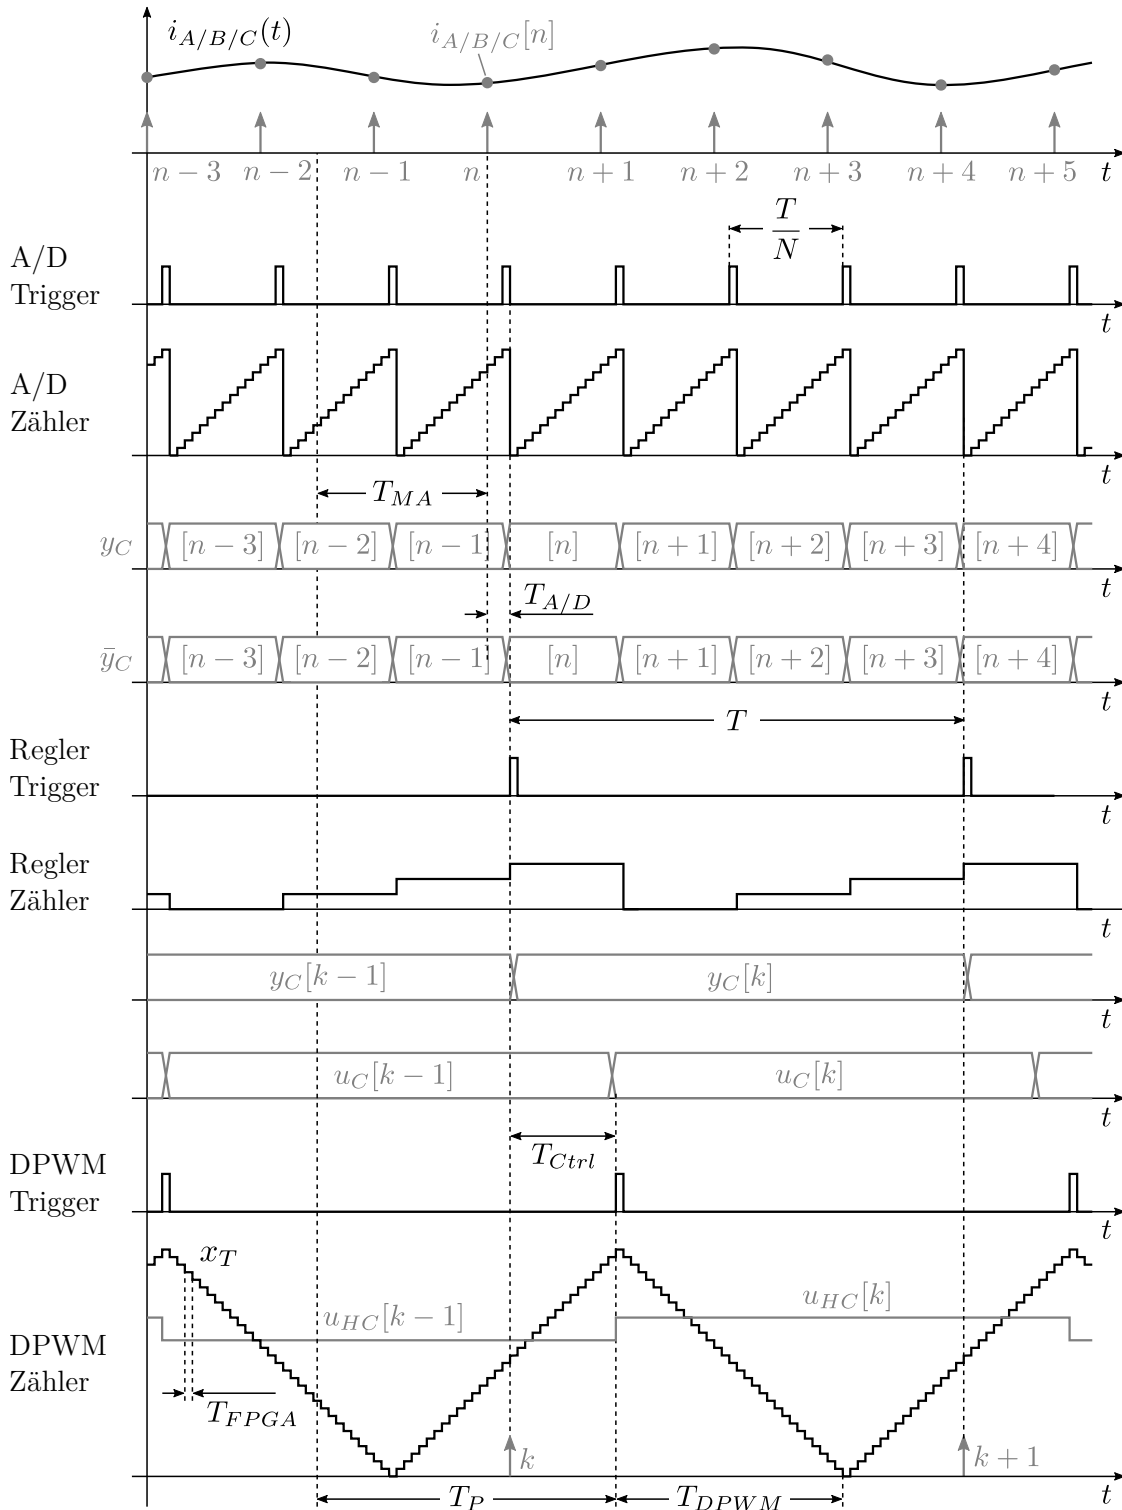 i_{A/B/C}(t)
i_{A/B/C}[n]
n − 3 n − 2 n − 1 n n + 1 n + 2 n + 3 n + 4 n + 5 t
T
N
A/D
Trigger
t
A/D
Zähler
t
T_{MA}
y_C [n − 3] [n − 2] [n − 1] [n] [n + 1] [n + 2] [n + 3] [n + 4]
t
T_{A/D}
ȳ_C [n − 3] [n − 2] [n − 1] [n] [n + 1] [n + 2] [n + 3] [n + 4]
t
T
Regler
Trigger
t
Regler
Zähler
t
y_C[k − 1] y_C[k]
t
u_C[k − 1] u_C[k]
t
T_{Ctrl}
DPWM
Trigger
t
x_T
u_{HC}[k − 1] u_{HC}[k]
DPWM
Zähler
T_{FPGA}
k k + 1
t
T_P T_{DPWM}